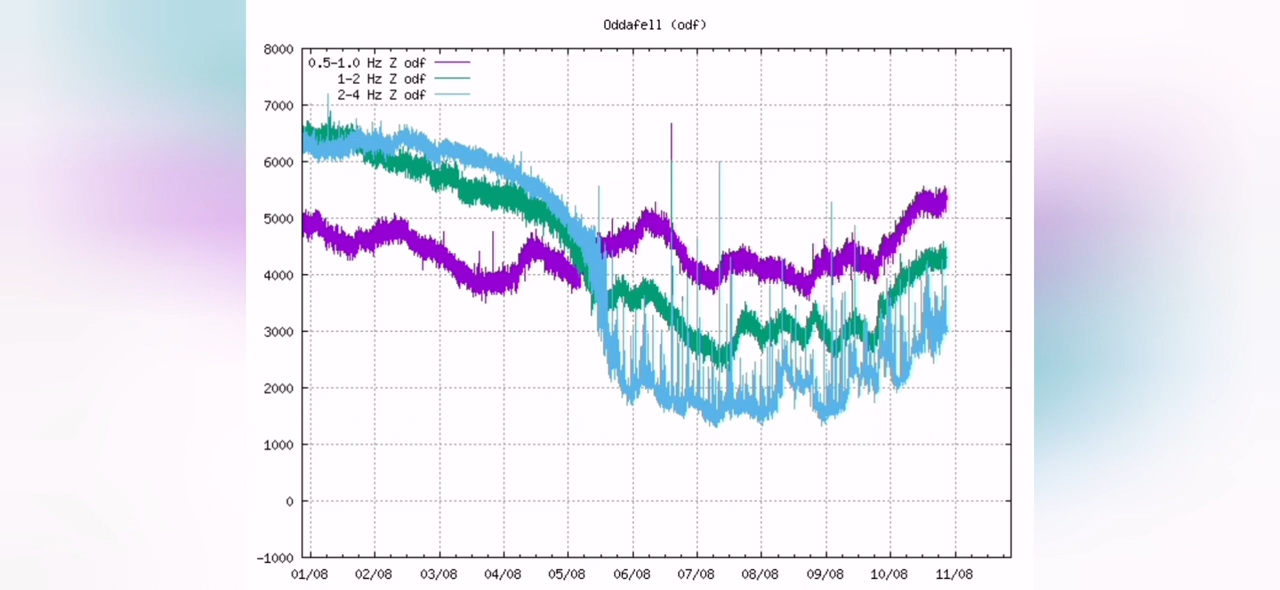 Oddafell (odf)
8000
0.5-1.0 Hz Z odf
1-2 Hz Z odf
2-4 Hz Z odf
7000
6000
5000
4000
3000
2000
1000
0
-1000
01/08 02/08 03/08 04/08 05/08 06/08 07/08 08/08 09/08 10/08 11/08